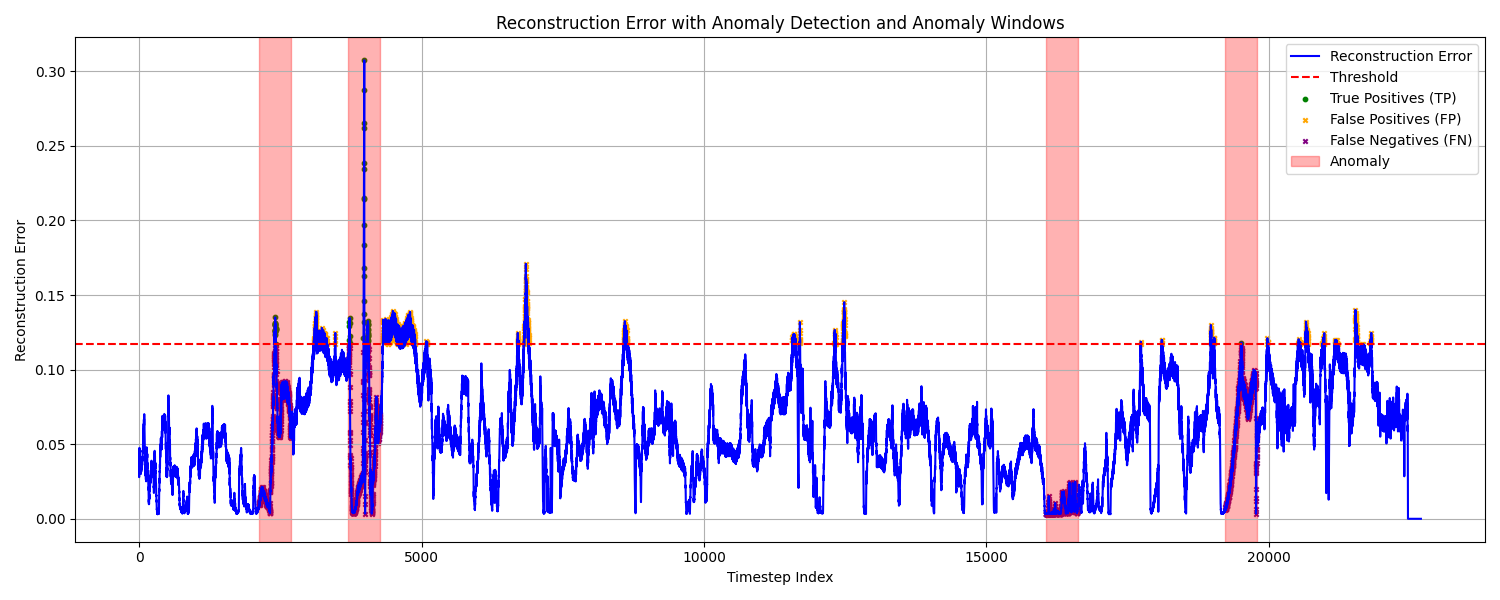 Reconstruction Error with Anomaly Detection and Anomaly Windows
Reconstruction Error
0.30
0.25
0.20
0.15
0.10
0.05
0.00
Reconstruction Error
Threshold
True Positives (TP)
False Positives (FP)
False Negatives (FN)
Anomaly
0
5000
10000
15000
20000
Timestep Index